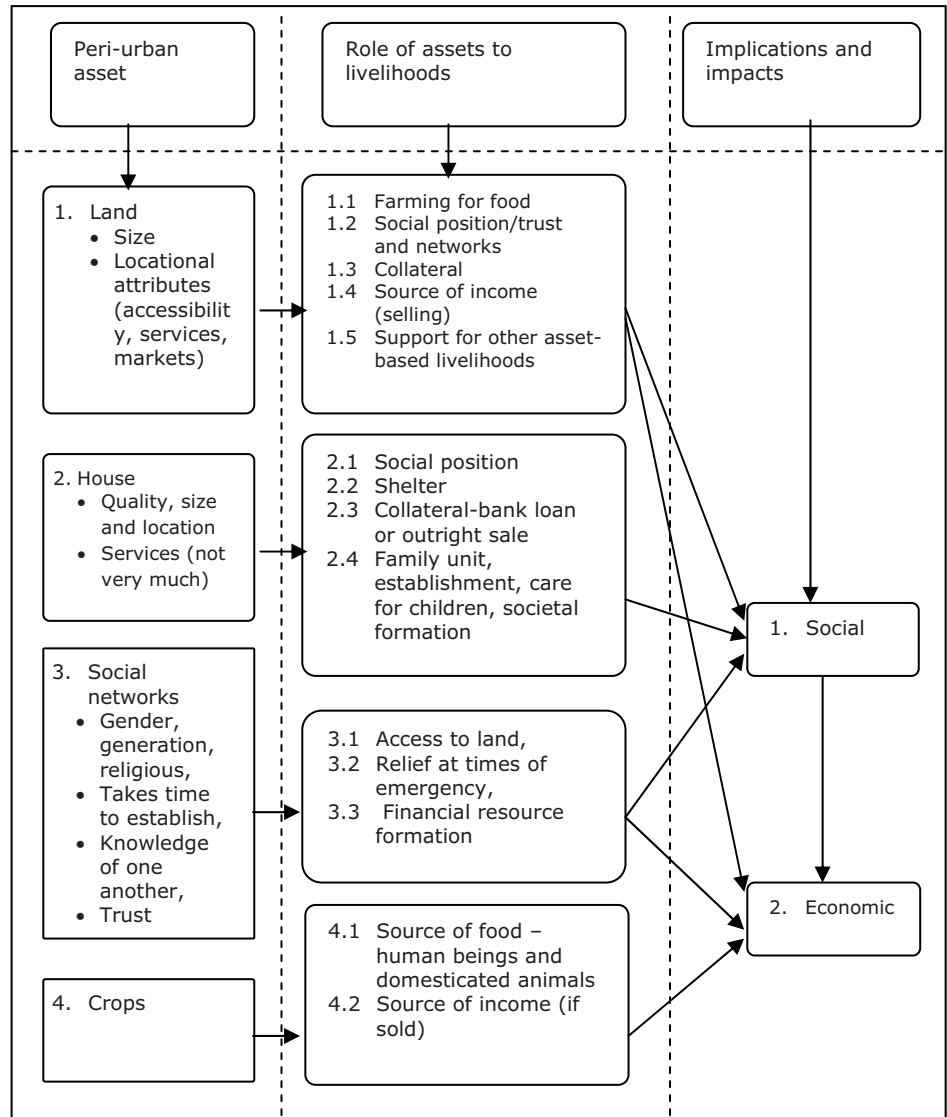 Peri-urban
asset
Role of assets to
livelihoods
Implications and
impacts
1. Land
• Size
• Locational
attributes
(accessibilit
y, services,
markets)
1.1 Farming for food
1.2 Social position/trust
and networks
1.3 Collateral
1.4 Source of income
(selling)
1.5 Support for other asset-
based livelihoods
2. House
• Quality, size
and location
• Services (not
very much)
2.1 Social position
2.2 Shelter
2.3 Collateral-bank loan
or outright sale
2.4 Family unit,
establishment, care
for children, societal
formation
1. Social
3. Social
networks
• Gender,
generation,
religious,
• Takes time
to establish,
• Knowledge
of one
another,
• Trust
3.1 Access to land,
3.2 Relief at times of
emergency,
3.3 Financial resource
formation
2. Economic
4. Crops
4.1 Source of food –
human beings and
domesticated animals
4.2 Source of income (if
sold)